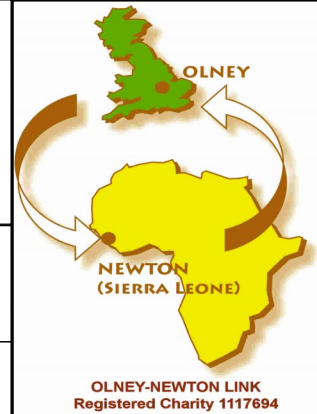 OLNEY
NEWTON
(SIERRA LEONE)
OLNEY-NEWTON LINK
Registered Charity 1117694